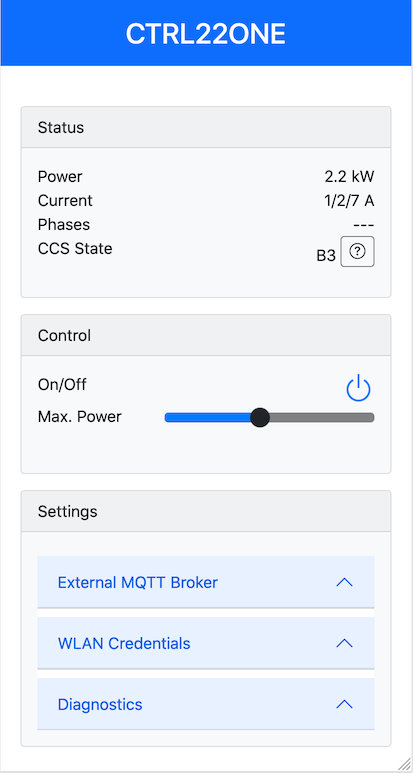 CTRL22ONE
Status
Power 2.2 kW
Current 1/2/7 A
Phases ---
CCS State B3 ?
Control
On/Off
Max. Power
Settings
External MQTT Broker
WLAN Credentials
Diagnostics